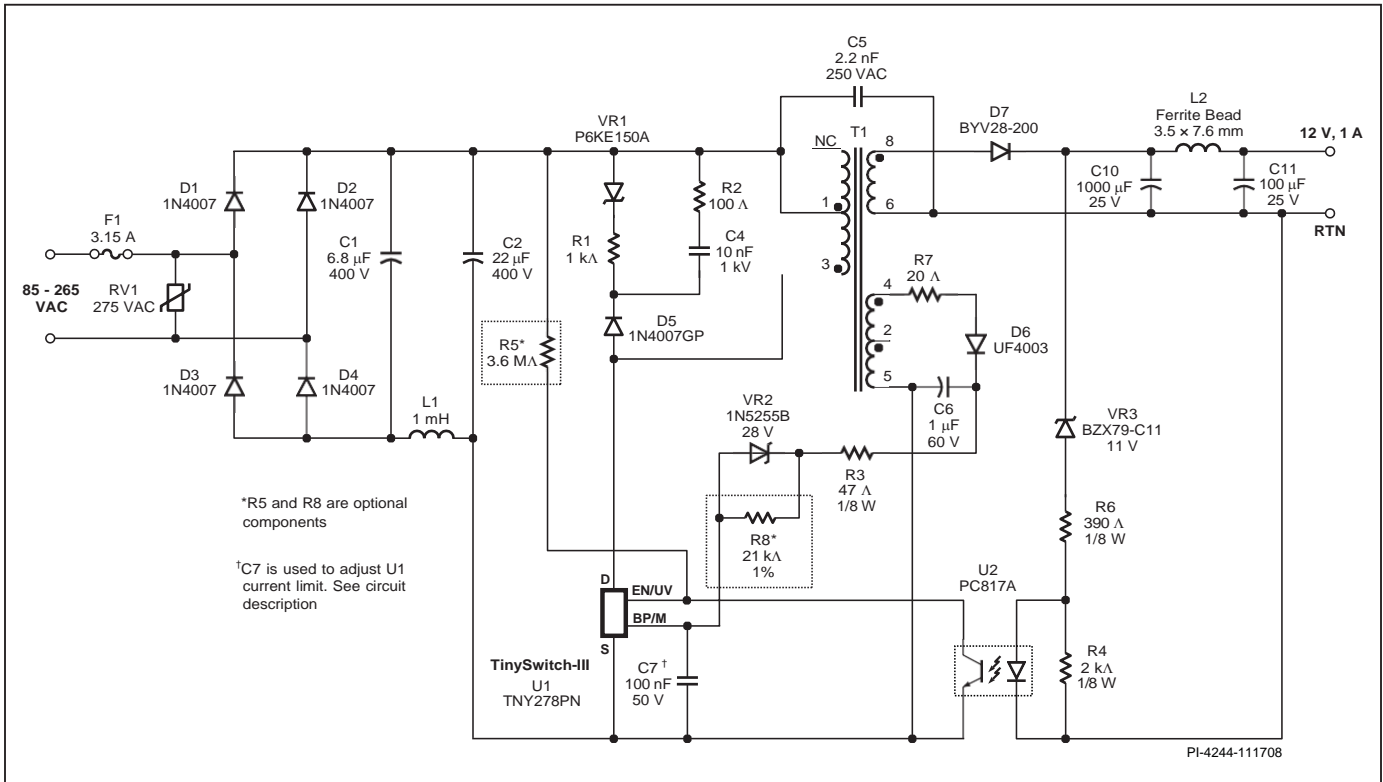 C5
2.2 nF
250 VAC
VR1
P6KE150A
NC
T1
8
D7
BYV28-200
L2
Ferrite Bead
3.5 × 7.6 mm
12 V, 1 A
D1
1N4007
D2
1N4007
R2
100 Λ
C10
1000 μF
25 V
C11
100 μF
25 V
F1
3.15 A
1
6
RTN
C1
6.8 μF
400 V
C2
22 μF
400 V
R1
1 kΛ
C4
10 nF
1 kV
3
R7
20 Λ
85 - 265
VAC
RV1
275 VAC
4
2
5
D6
UF4003
R5*
3.6 MΛ
D5
1N4007GP
D3
1N4007
D4
1N4007
L1
1 mH
VR2
1N5255B
28 V
C6
1 μF
60 V
VR3
BZX79-C11
11 V
R3
47 Λ
1/8 W
*R5 and R8 are optional
components
R8*
21 kΛ
1%
R6
390 Λ
1/8 W
†C7 is used to adjust U1
current limit. See circuit
description
D
EN/UV
BP/M
S
U2
PC817A
TinySwitch-III
U1
TNY278PN
C7 †
100 nF
50 V
R4
2 kΛ
1/8 W
PI-4244-111708